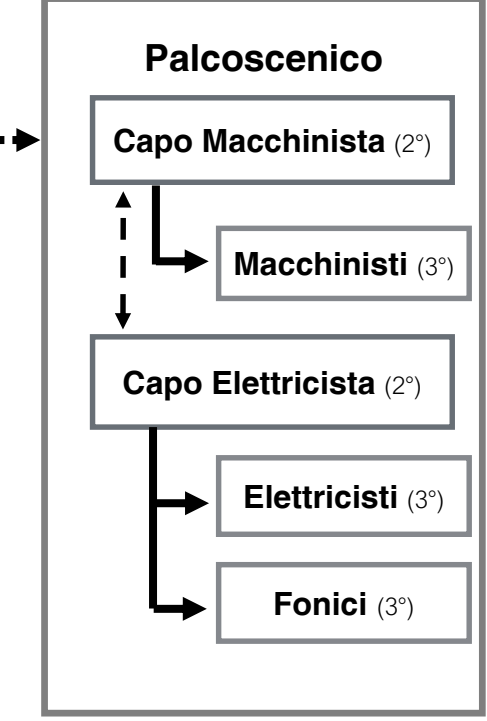 Palcoscenico
Capo Macchinista (2°)
Macchinisti (3°)
Capo Elettricista (2°)
Elettricisti (3°)
Fonici (3°)